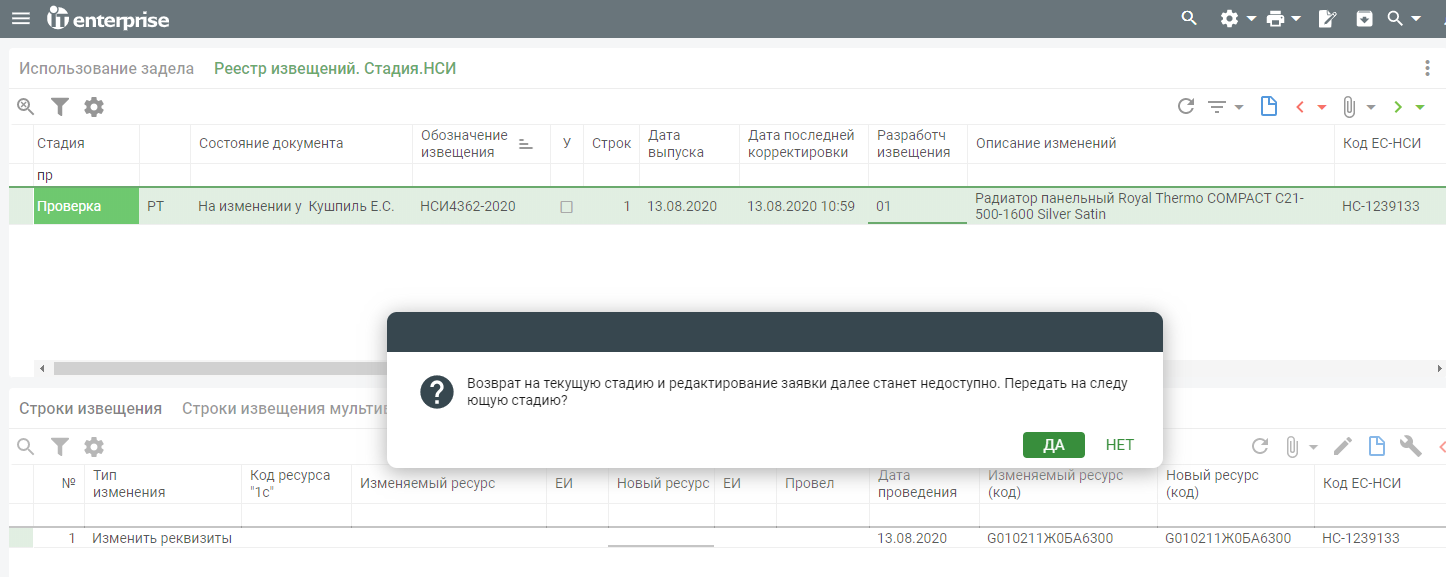 iT enterprise
Использование задела Реестр извещений. Стадия.НСИ
Стадия Состояние документа Обозначение извещения У Строк Дата выпуска Дата последней корректировки Разработч извещения Описание изменений Код ЕС-НСИ
пр
Проверка РТ На изменении у Кушпиль Е.С. НСИ4362-2020 1 13.08.2020 13.08.2020 10:59 01 Радиатор панельный Royal Thermo COMPACT C21-
500-1600 Silver Satin НС-1239133
Возврат на текущую стадию и редактирование заявки далее станет недоступно. Передать на следу
ющую стадию?
ДА НЕТ
Строки извещения Строки извещения мульти
№ Тип изменения Код ресурса "1с" Изменяемый ресурс ЕИ Новый ресурс ЕИ Провел Дата проведения Изменяемый ресурс (код) Новый ресурс (код) Код ЕС-НСИ
1 Изменить реквизиты 13.08.2020 G010211Ж0БА6300 G010211Ж0БА6300 НС-1239133